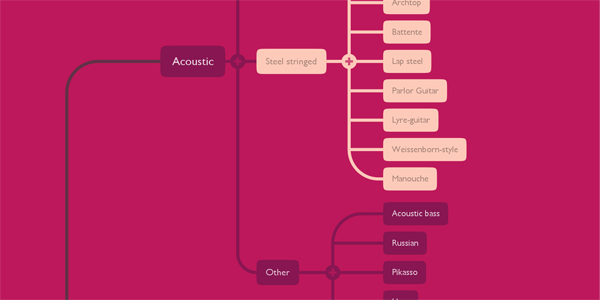 Archtop
Battente
Acoustic
Steel stringed
Lap steel
Parlor Guitar
Lyre-guitar
Weissenborn-style
Manouche
Acoustic bass
Russian
Other
Pikasso